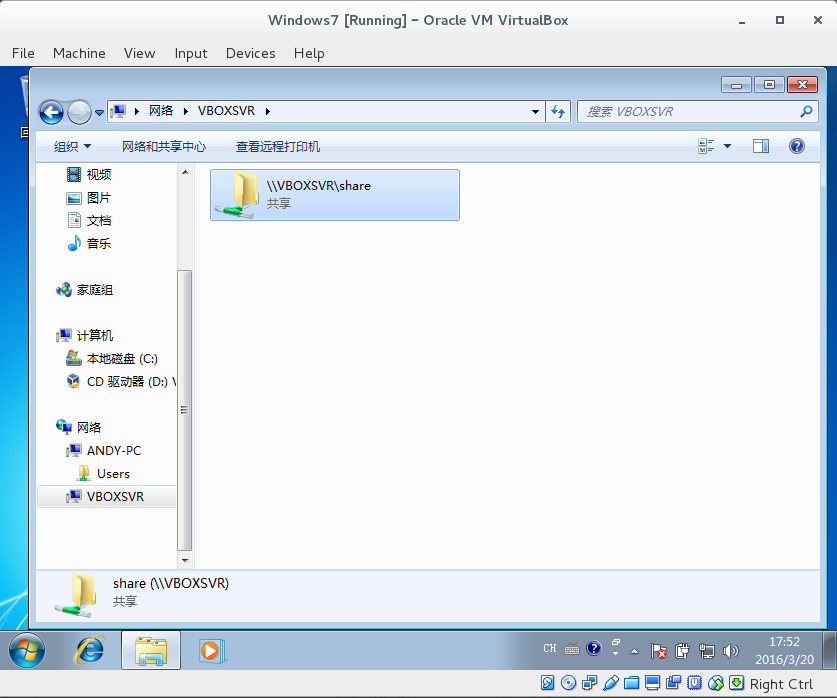 Windows7 [Running] - Oracle VM VirtualBox
File Machine View Input Devices Help
网络 VBOXSVR
搜索 VBOXSVR
组织 网络和共享中心 查看远程打印机
视频
图片
文档
音乐
家庭组
计算机
本地磁盘 (C:)
CD 驱动器 (D:) V
网络
ANDY-PC
Users
VBOXSVR
\\VBOXSVR\share
共享
share (\\VBOXSVR)
共享
CH
17:52
2016/3/20
Right Ctrl